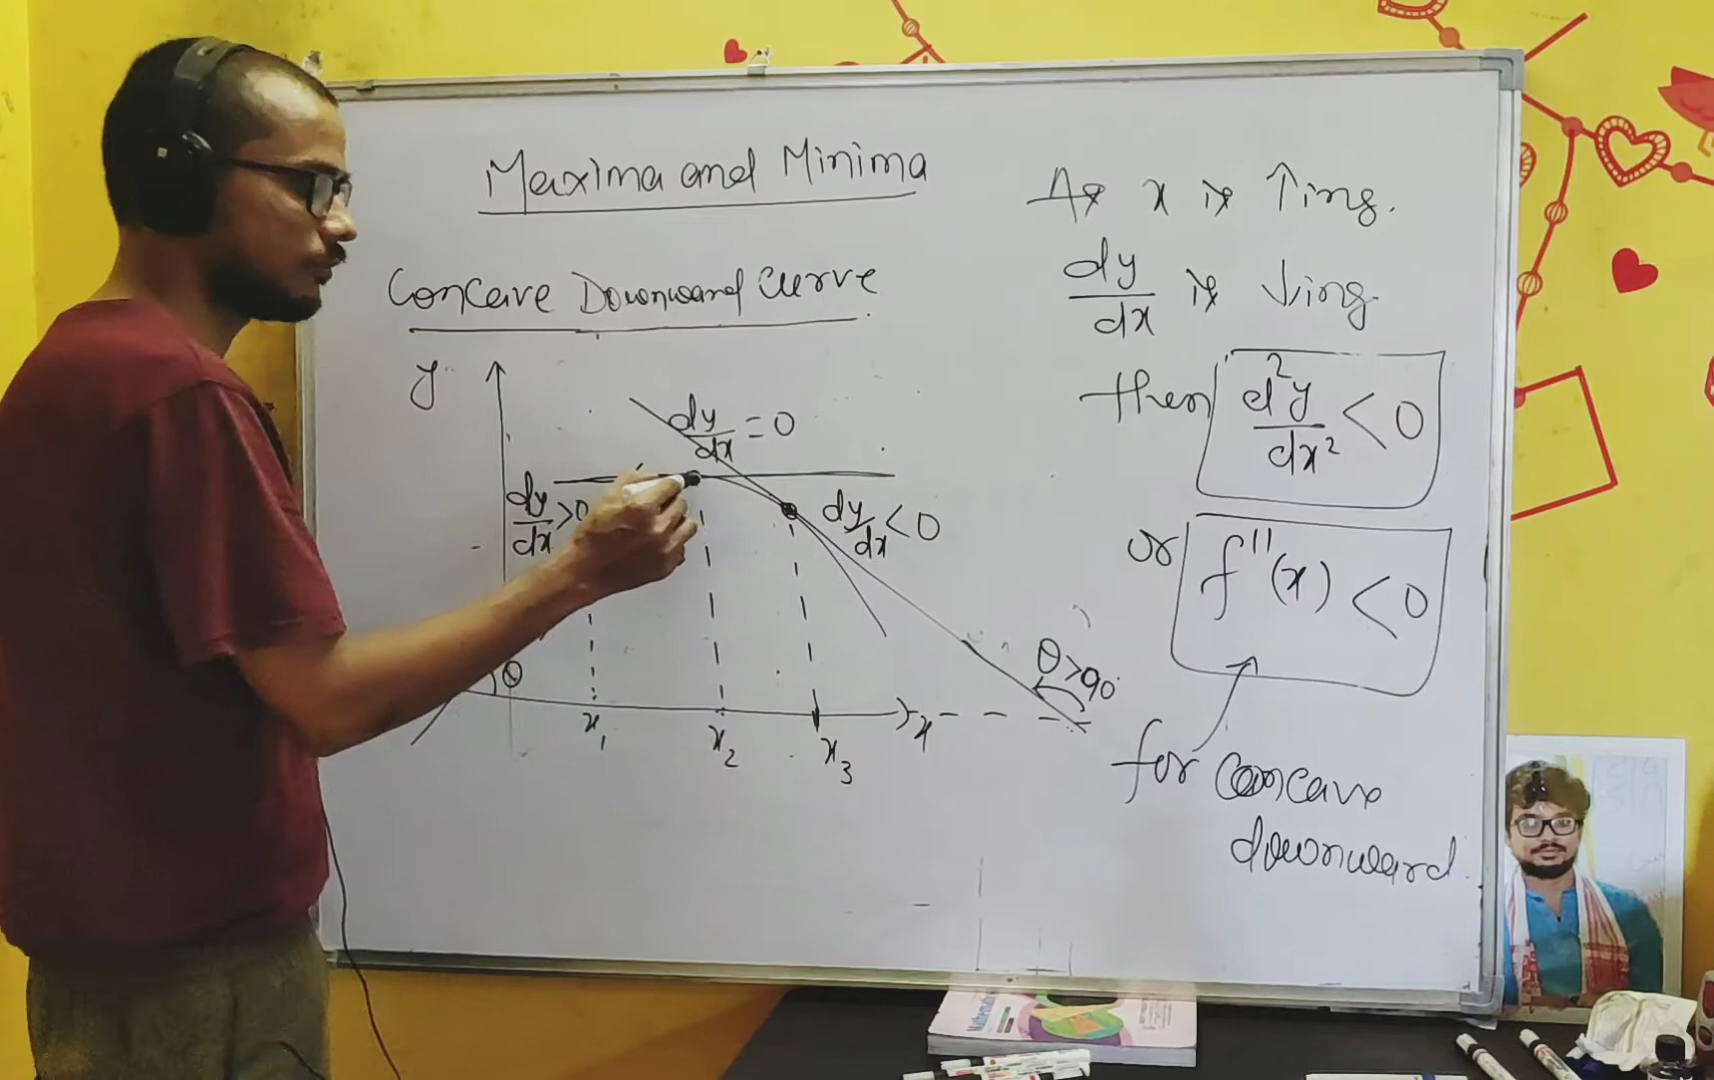 Maxima and Minima
Concave Downward Curve
y
dy/dx = 0
dy/dx > 0
dy/dx < 0
θ
θ > 90
x₁
x₂
x₃
x
As x is ↑ing.
dy/dx is ↓ing.
then d²y/dx² < 0
or f''(x) < 0
for concave
downward.
Mathematics